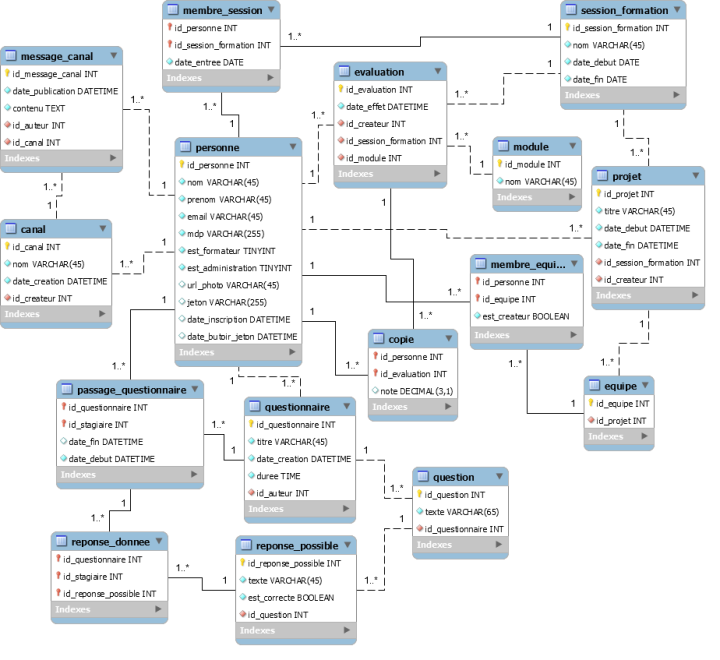 membre_session
id_personne INT
id_session_formation INT
date_entree DATE
Indexes
session_formation
id_session_formation INT
nom VARCHAR(45)
date_debut DATE
date_fin DATE
Indexes
message_canal
id_message_canal INT
date_publication DATETIME
contenu TEXT
id_auteur INT
id_canal INT
Indexes
evaluation
id_evaluation INT
date_effet DATETIME
id_createur INT
id_session_formation INT
id_module INT
Indexes
personne
id_personne INT
nom VARCHAR(45)
prenom VARCHAR(45)
email VARCHAR(45)
mdp VARCHAR(255)
est_formateur TINYINT
est_administration TINYINT
url_photo VARCHAR(45)
jeton VARCHAR(255)
date_inscription DATETIME
date_butoir_jeton DATETIME
Indexes
module
id_module INT
nom VARCHAR(45)
Indexes
projet
id_projet INT
titre VARCHAR(45)
date_debut DATETIME
date_fin DATETIME
id_session_formation INT
id_createur INT
Indexes
canal
id_canal INT
nom VARCHAR(45)
date_creation DATETIME
id_createur INT
Indexes
membre_equi...
id_personne INT
id_equipe INT
est_createur BOOLEAN
Indexes
copie
id_personne INT
id_evaluation INT
note DECIMAL(3,1)
Indexes
equipe
id_equipe INT
id_projet INT
Indexes
passage_questionnaire
id_questionnaire INT
id_stagiaire INT
date_fin DATETIME
date_debut DATETIME
Indexes
questionnaire
id_questionnaire INT
titre VARCHAR(45)
date_creation DATETIME
duree TIME
id_auteur INT
Indexes
question
id_question INT
texte VARCHAR(65)
id_questionnaire INT
Indexes
reponse_donnee
id_questionnaire INT
id_stagiaire INT
id_reponse_possible INT
Indexes
reponse_possible
id_reponse_possible INT
texte VARCHAR(45)
est_correcte BOOLEAN
id_question INT
Indexes
1..*
1
1..*
1
1..*
1
1..*
1
1..*
1
1..*
1
1..*
1
1..*
1
1..*
1
1..*
1
1..*
1
1..*
1
1..*
1
1..*
1
1..*
1
1..*
1
1..*
1
1..*
1
1..*
1
1..*
1
1..*
1
1..*
1